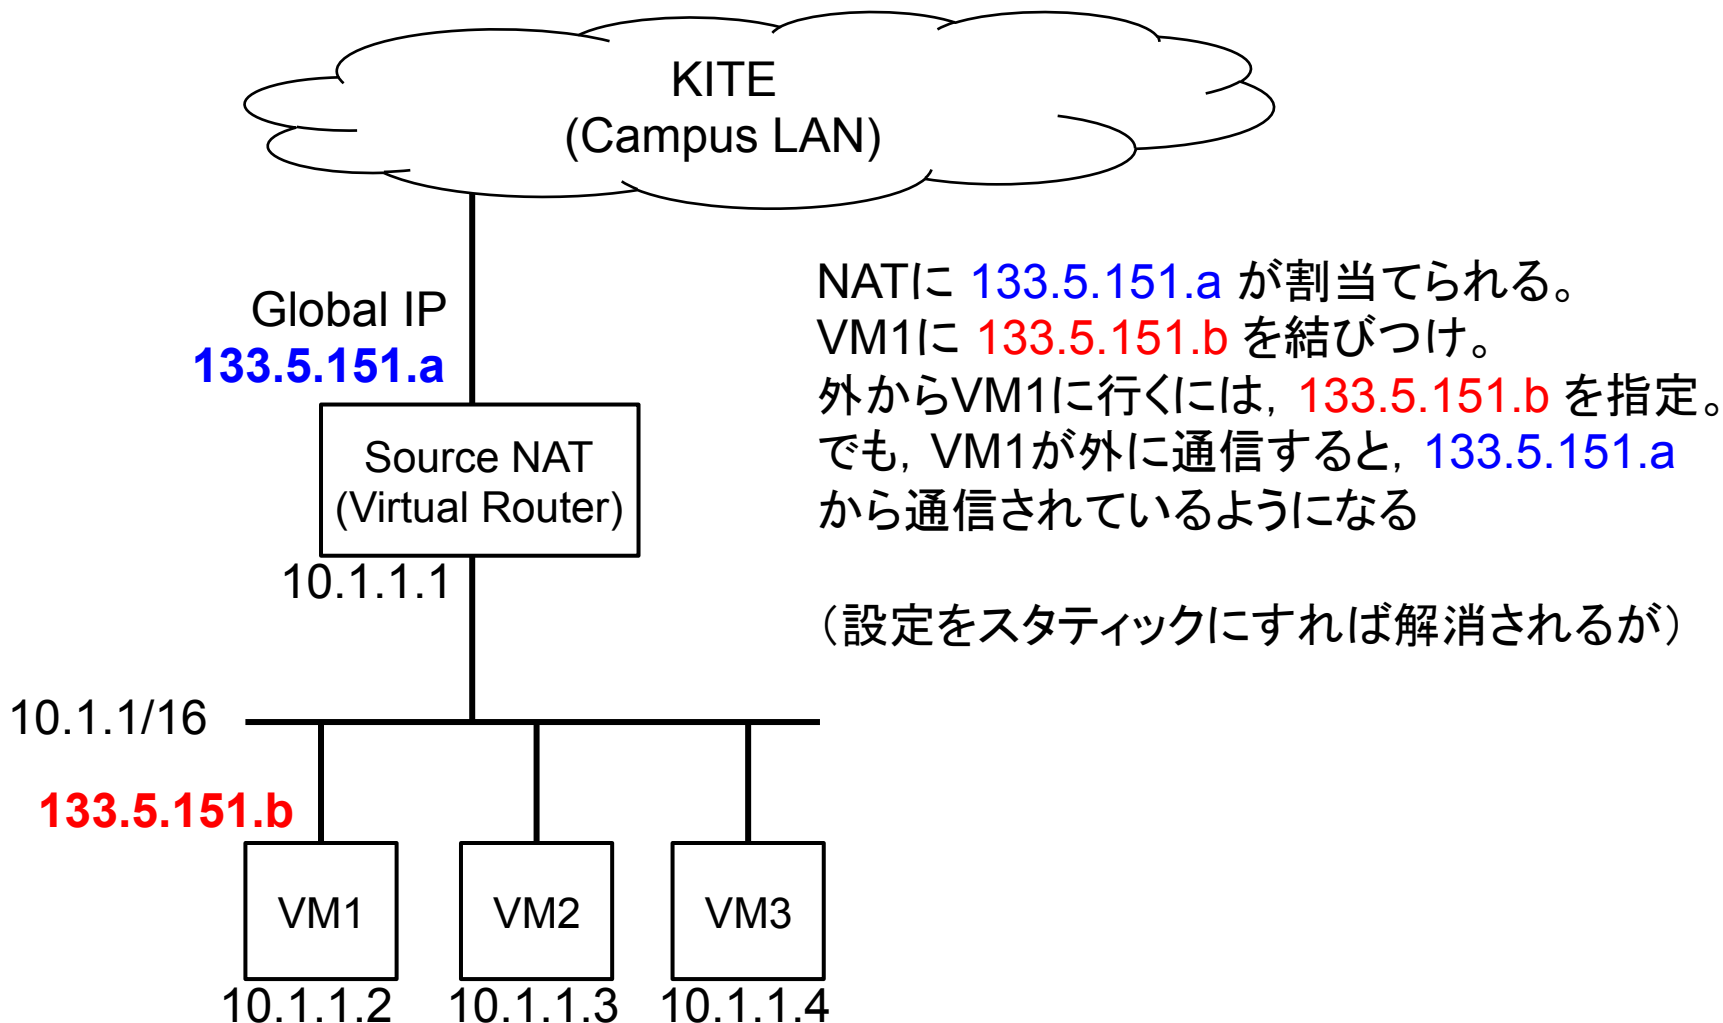 KITE
(Campus LAN)
Global IP
133.5.151.a
Source NAT
(Virtual Router)
10.1.1.1
NATに 133.5.151.a が割当てられる。
VM1に 133.5.151.b を結びつけ。
外からVM1に行くには, 133.5.151.b を指定。
でも, VM1が外に通信すると, 133.5.151.a
から通信されているようになる
（設定をスタティックにすれば解消されるが）
10.1.1/16
133.5.151.b
VM1
VM2
VM3
10.1.1.2
10.1.1.3
10.1.1.4